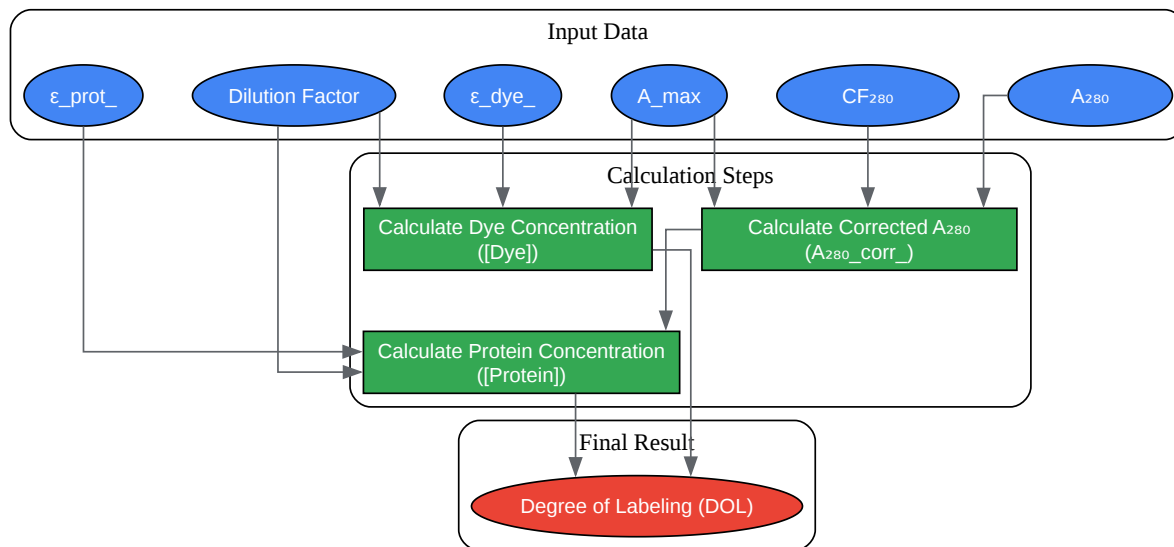 Input Data
ε_prot_
Dilution Factor
ε_dye_
A_max
CF₂₈₀
A₂₈₀
Calculation Steps
Calculate Dye Concentration
([Dye])
Calculate Corrected A₂₈₀
(A₂₈₀_corr_)
Calculate Protein Concentration
([Protein])
Final Result
Degree of Labeling (DOL)